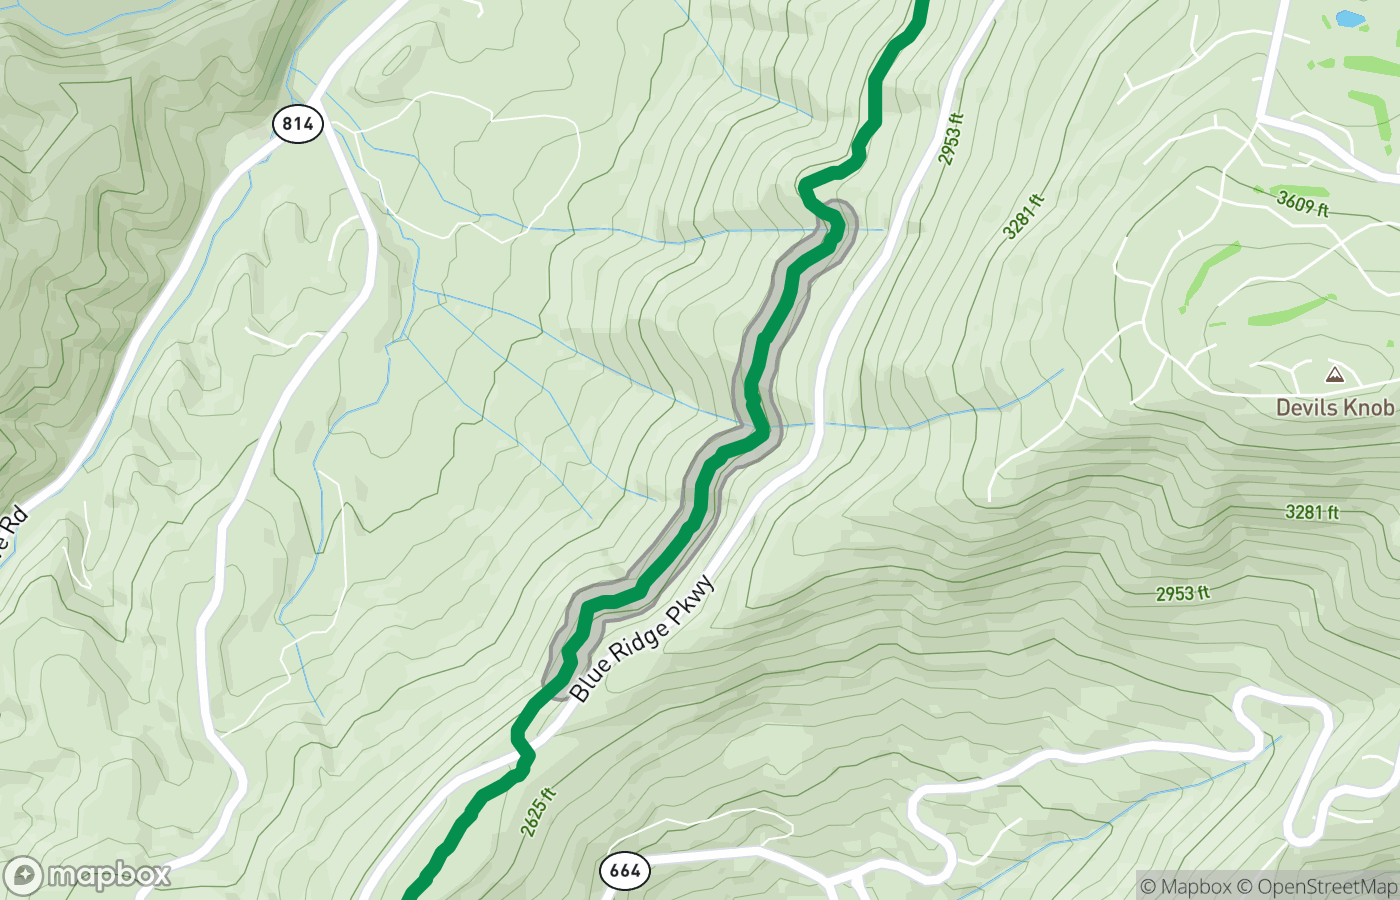 814
2953 ft
3281 ft
3609 ft
Devils Knob
3281 ft
e Rd
2953 ft
Blue Ridge Pkwy
2625 ft
664
mapbox
© Mapbox © OpenStreetMap